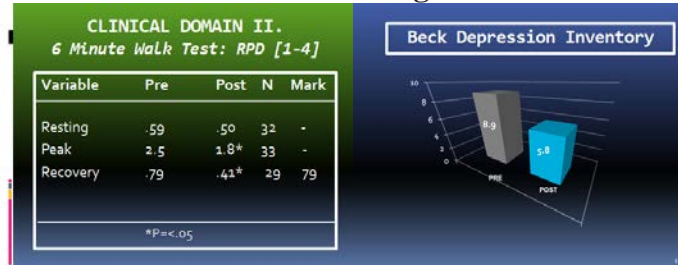 CLINICAL DOMAIN II.
6 Minute Walk Test: RPD [1-4]
Variable Pre Post N Mark
Resting .59 .50 32 -
Peak 2.5 1.8* 33 -
Recovery .79 .41* 29 79
*P=<.05
Beck Depression Inventory
10
8
6
4
2
0
8.9
5.8
PRE
POST